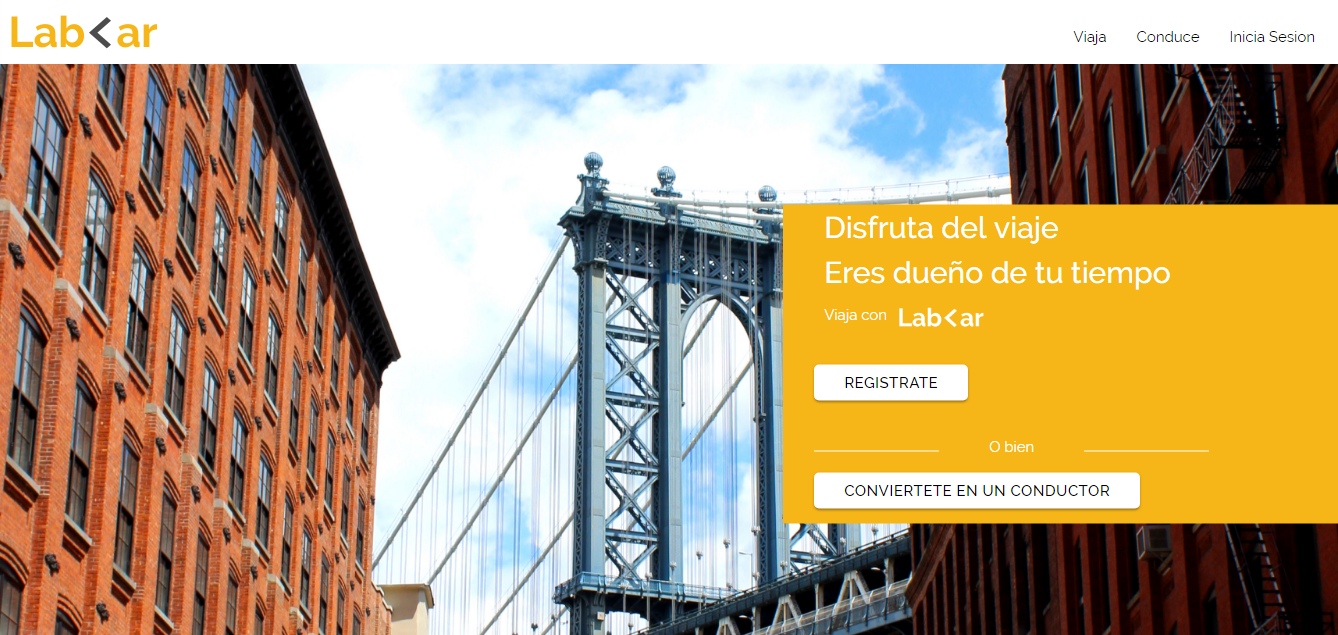 Lab<ar
Viaja Conduce Inicia Sesion
Disfruta del viaje
Eres dueño de tu tiempo
Viaja con Lab<ar
REGISTRATE
O bien
CONVIERTETE EN UN CONDUCTOR